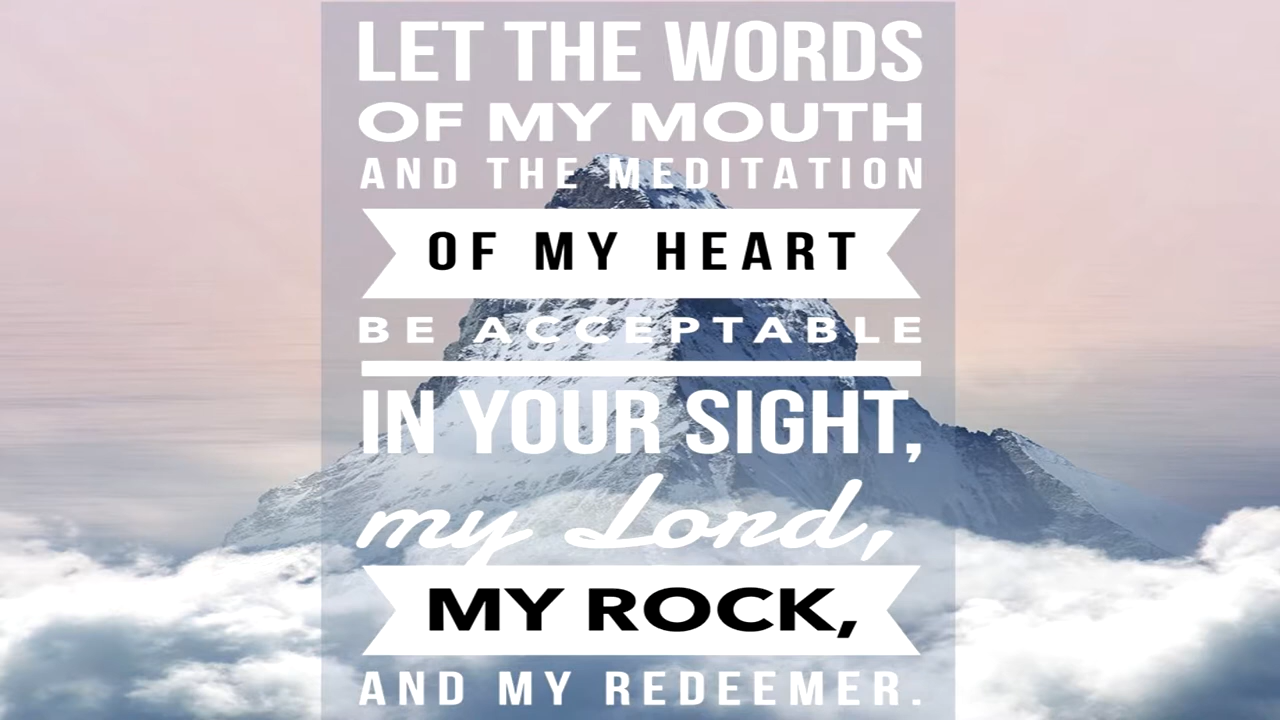 LET THE WORDS
OF MY MOUTH
AND THE MEDITATION
OF MY HEART
BE ACCEPTABLE
IN YOUR SIGHT,
my Lord,
MY ROCK,
AND MY REDEEMER.